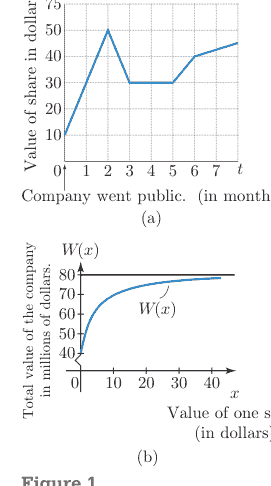 Value of share in dollar
75
50
40
30
20
10
0
1 2 3 4 5 6 7 t
Company went public. (in month
(a)
W(x)
Total value of the company
in millions of dollars.
80
70
60
50
40
W(x)
0 10 20 30 40
x
Value of one s
(in dollars)
(b)
Figure 1